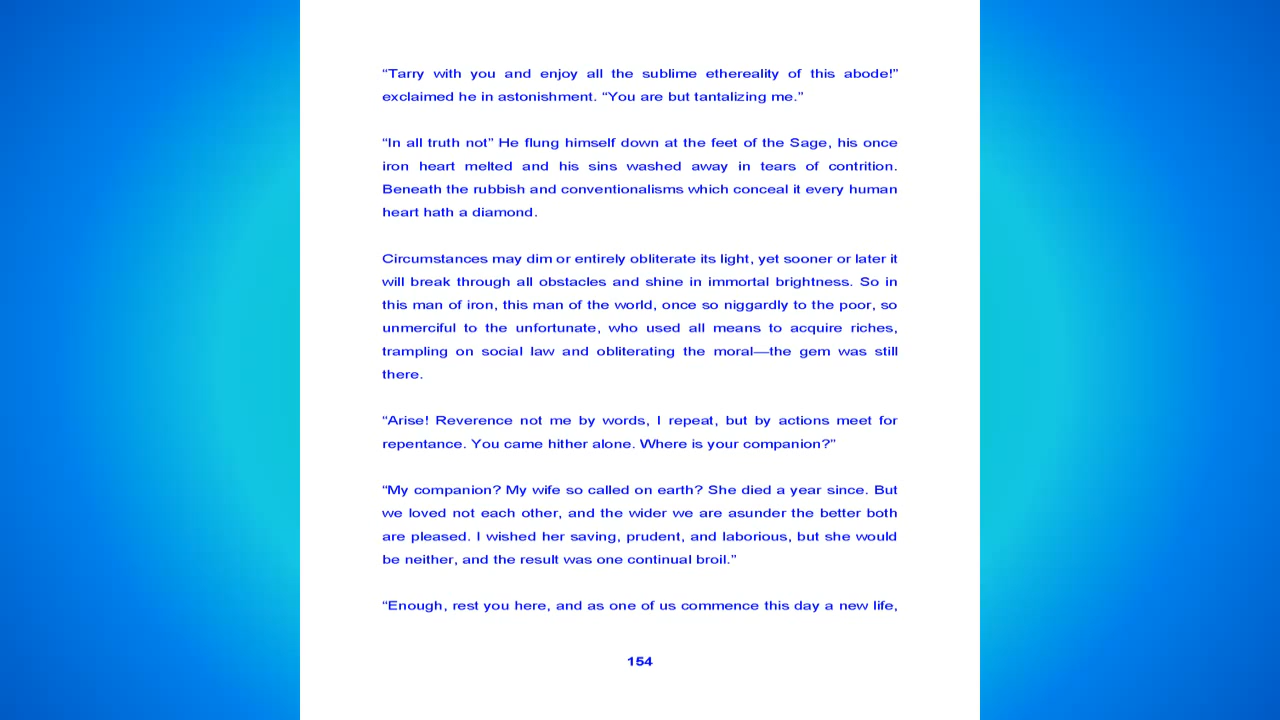 “Tarry with you and enjoy all the sublime ethereality of this abode!”
exclaimed he in astonishment. “You are but tantalizing me.”
“In all truth not” He flung himself down at the feet of the Sage, his once
iron heart melted and his sins washed away in tears of contrition.
Beneath the rubbish and conventionalisms which conceal it every human
heart hath a diamond.
Circumstances may dim or entirely obliterate its light, yet sooner or later it
will break through all obstacles and shine in immortal brightness. So in
this man of iron, this man of the world, once so niggardly to the poor, so
unmerciful to the unfortunate, who used all means to acquire riches,
trampling on social law and obliterating the moral—the gem was still
there.
“Arise! Reverence not me by words, I repeat, but by actions meet for
repentance. You came hither alone. Where is your companion?”
“My companion? My wife so called on earth? She died a year since. But
we loved not each other, and the wider we are asunder the better both
are pleased. I wished her saving, prudent, and laborious, but she would
be neither, and the result was one continual broil.”
“Enough, rest you here, and as one of us commence this day a new life,
154